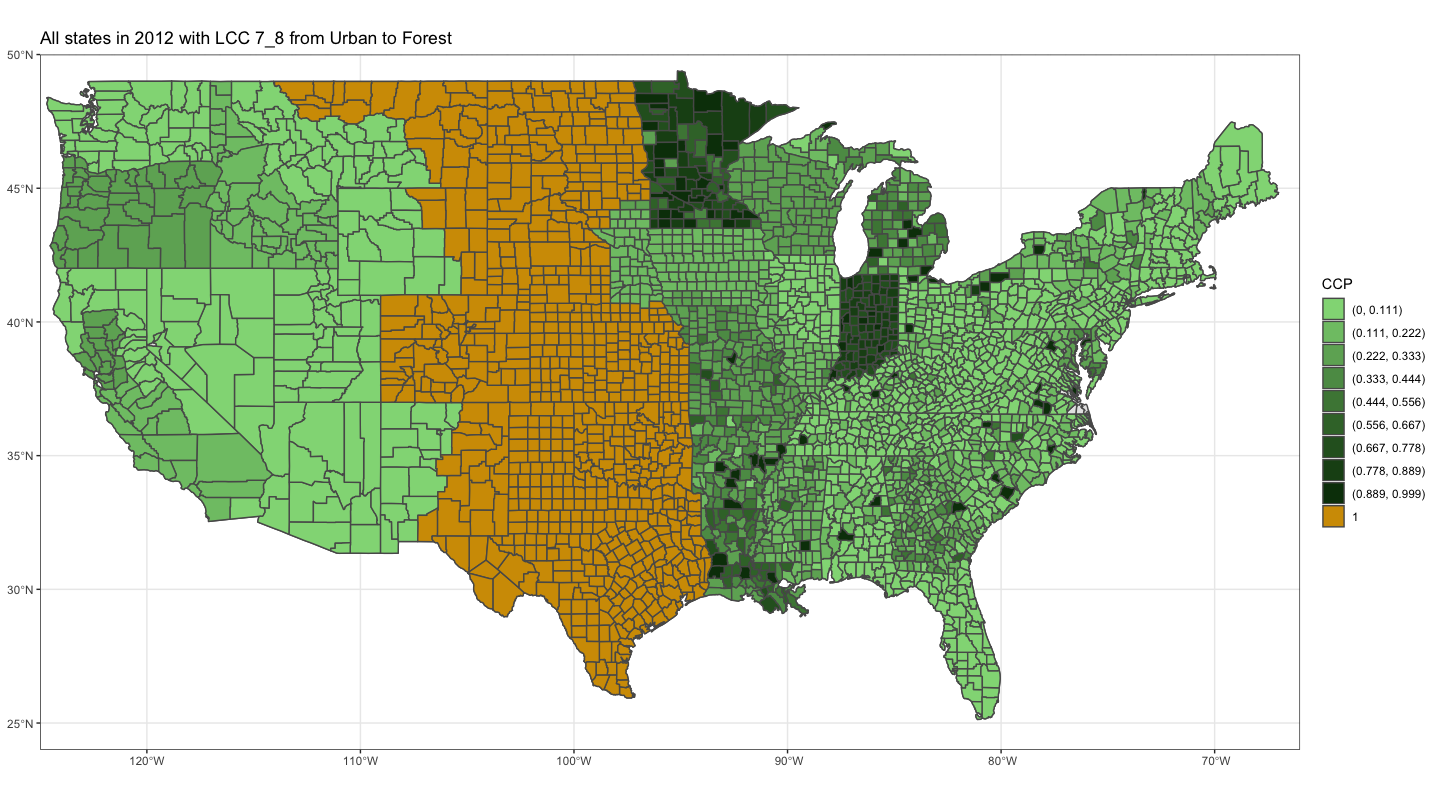 All states in 2012 with LCC 7_8 from Urban to Forest
50°N
45°N
40°N
35°N
30°N
25°N
120°W
110°W
100°W
90°W
80°W
70°W
CCP
(0, 0.111)
(0.111, 0.222)
(0.222, 0.333)
(0.333, 0.444)
(0.444, 0.556)
(0.556, 0.667)
(0.667, 0.778)
(0.778, 0.889)
(0.889, 0.999)
1